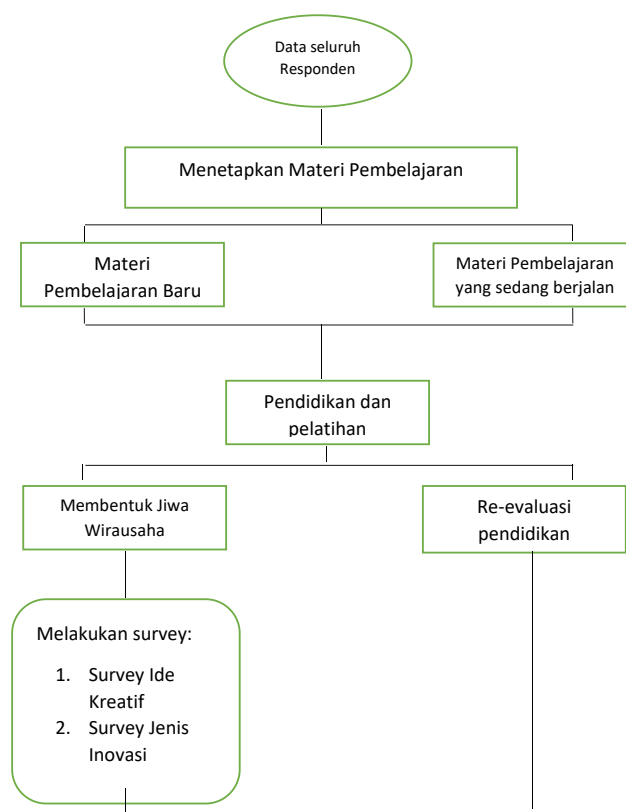 Data seluruh
Responden
Menetapkan Materi Pembelajaran
Materi
Pembelajaran Baru
Materi Pembelajaran
yang sedang berjalan
Pendidikan dan
pelatihan
Membentuk Jiwa
Wirausaha
Re-evaluasi
pendidikan
Melakukan survey:
1. Survey Ide
Kreatif
2. Survey Jenis
Inovasi